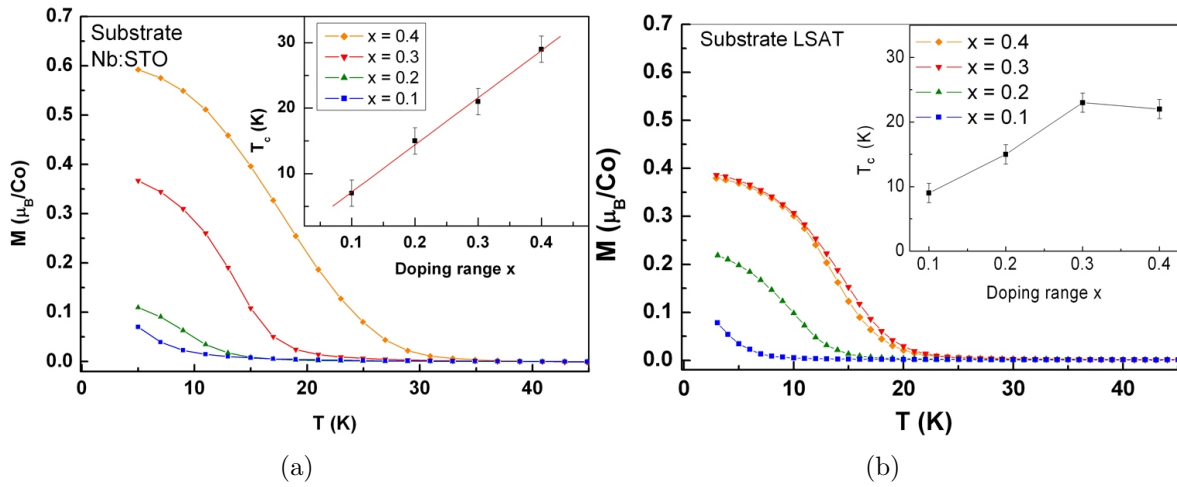 0.7
0.6
0.5
0.4
0.3
0.2
0.1
0.0
M (μB/Co)
Substrate
Nb:STO
x = 0.4
x = 0.3
x = 0.2
x = 0.1
30
20
10
Tc (K)
0.1 0.2 0.3 0.4
Doping range x
0 10 20 30 40
T (K)
(a)
0.7
0.6
0.5
0.4
0.3
0.2
0.1
0.0
M (μB/Co)
Substrate LSAT
x = 0.4
x = 0.3
x = 0.2
x = 0.1
30
20
10
0
Tc (K)
0.1 0.2 0.3 0.4
Doping range x
0 10 20 30 40
T (K)
(b)